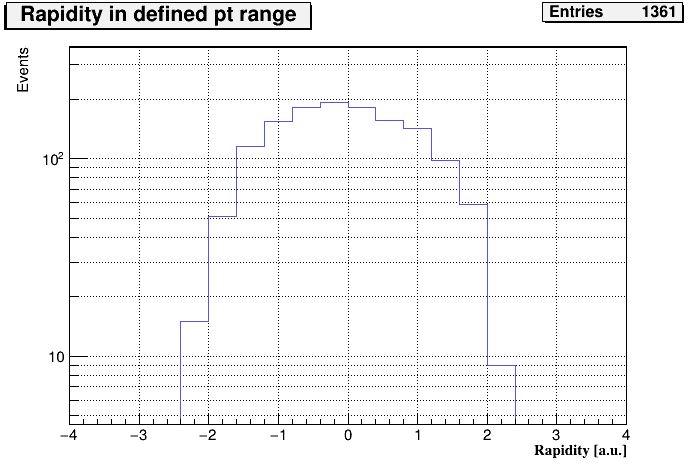 Rapidity in defined pt range
Entries 1361
Events
10²
10
−4 −3 −2 −1 0 1 2 3 4
Rapidity [a.u.]